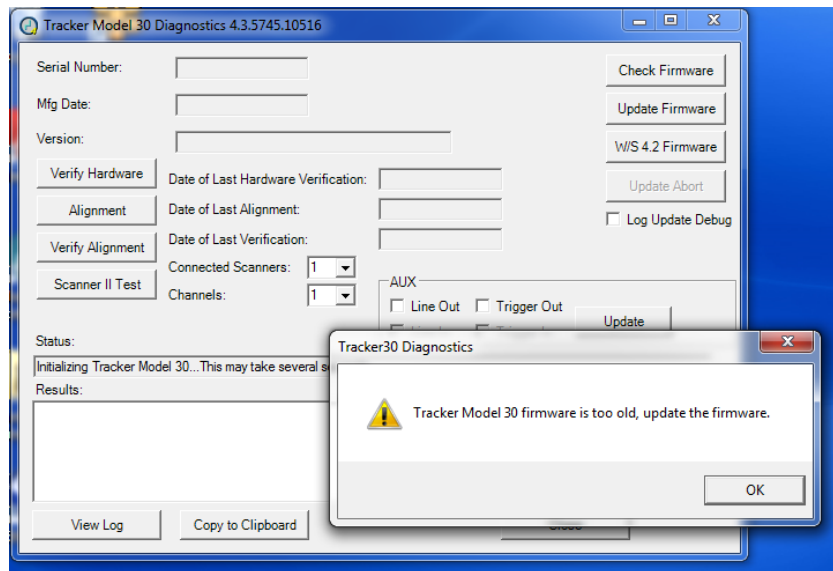 Tracker Model 30 Diagnostics 4.3.5745.10516
Serial Number:
Check Firmware
Mfg Date:
Update Firmware
Version:
W/S 4.2 Firmware
Verify Hardware
Date of Last Hardware Verification:
Update Abort
Alignment
Date of Last Alignment:
Log Update Debug
Verify Alignment
Date of Last Verification:
Connected Scanners: 1
Scanner II Test
Channels: 1
AUX
Line Out Trigger Out
Update
Status:
Initializing Tracker Model 30...This may take several s
Results:
Tracker30 Diagnostics
Tracker Model 30 firmware is too old, update the firmware.
OK
View Log
Copy to Clipboard